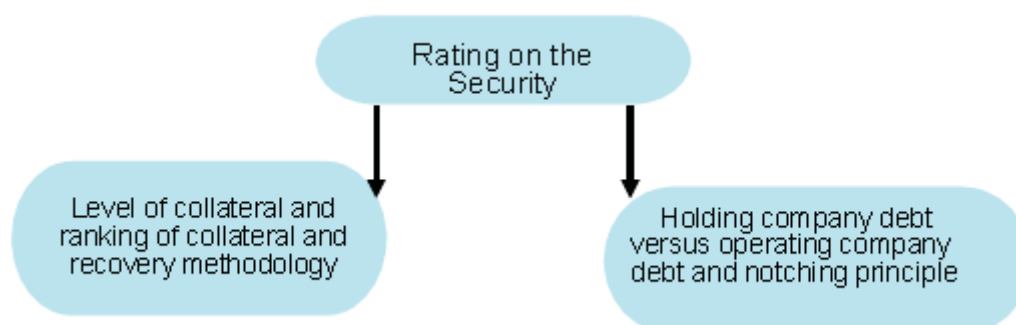 Rating on the
Security
Level of collateral and
ranking of collateral and
recovery methodology
Holding company debt
versus operating company
debt and notching principle